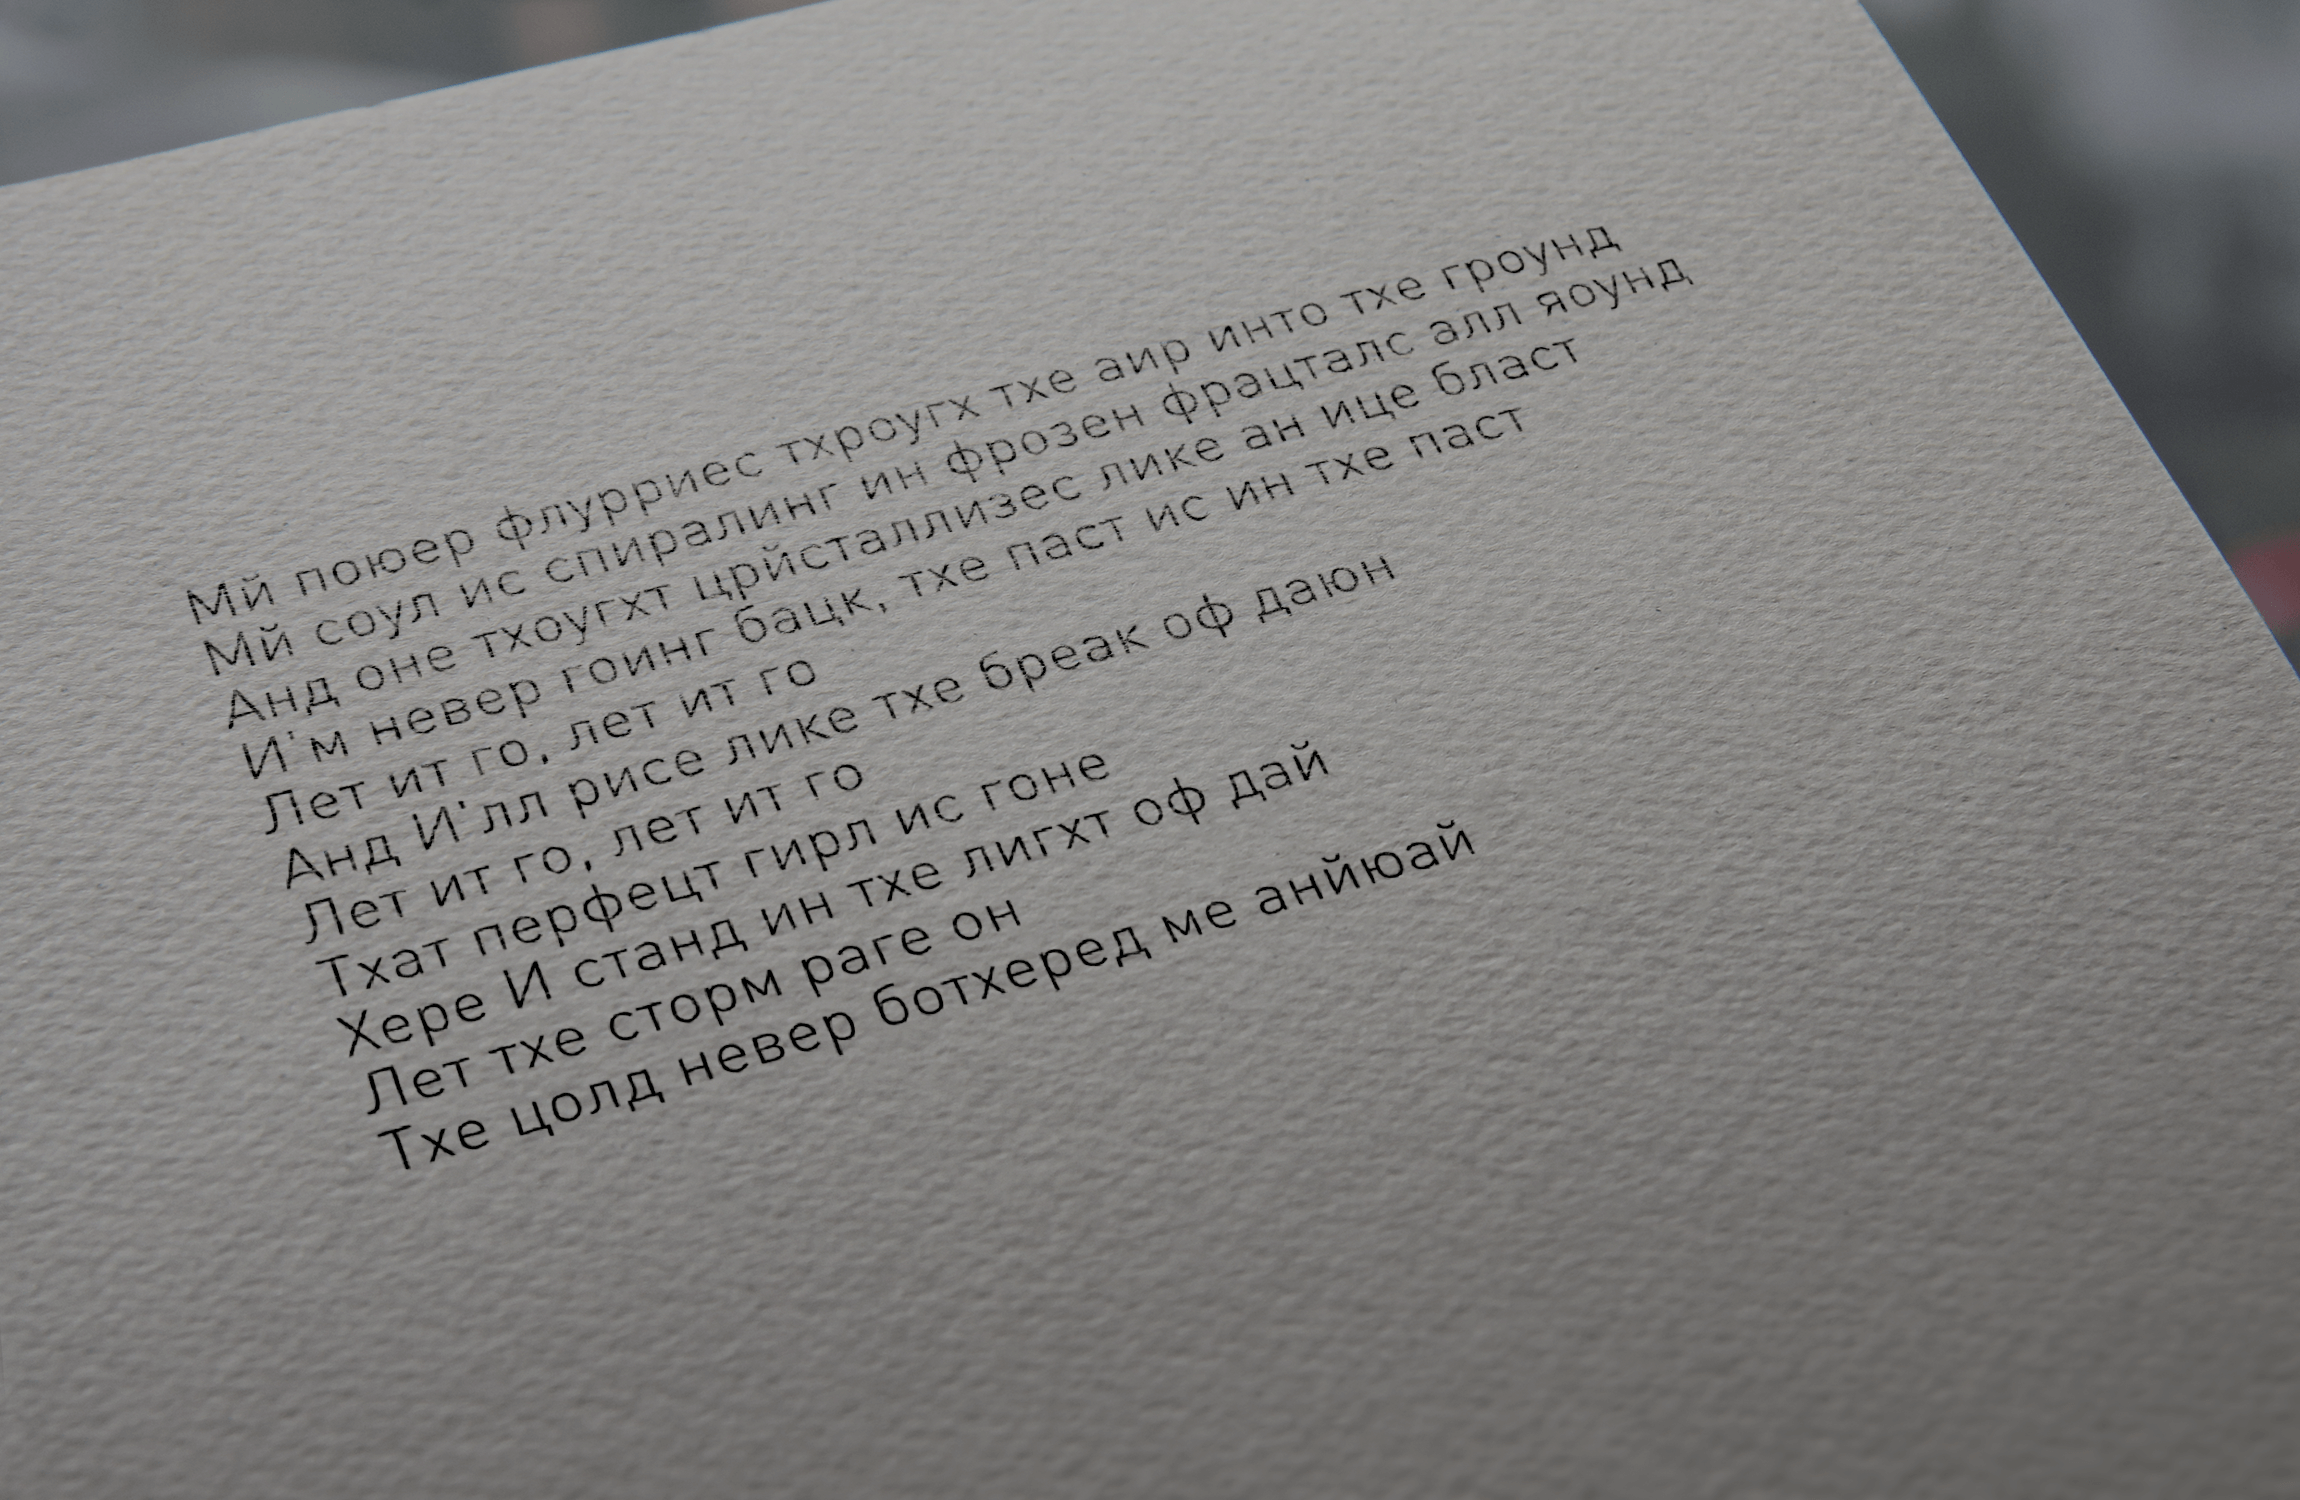 Мй поюер флурриес тхроугх тхе аир инто тхе гроунд
Мй соул ис спиралинг ин фрозен фрацталс алл яоунд
Анд оне тхоугхт црйсталлизес лике ан ице бласт
И'м невер гоинг бацк, тхе паст ис ин тхе паст
Лет ит го, лет ит го
Анд И'лл рисе лике тхе бреак оф даюн
Лет ит го, лет ит го
Тхат перфецт гирл ис гоне
Хере И станд ин тхе лигхт оф дай
Лет тхе сторм раге он
Тхе цолд невер ботхеред ме анйюай